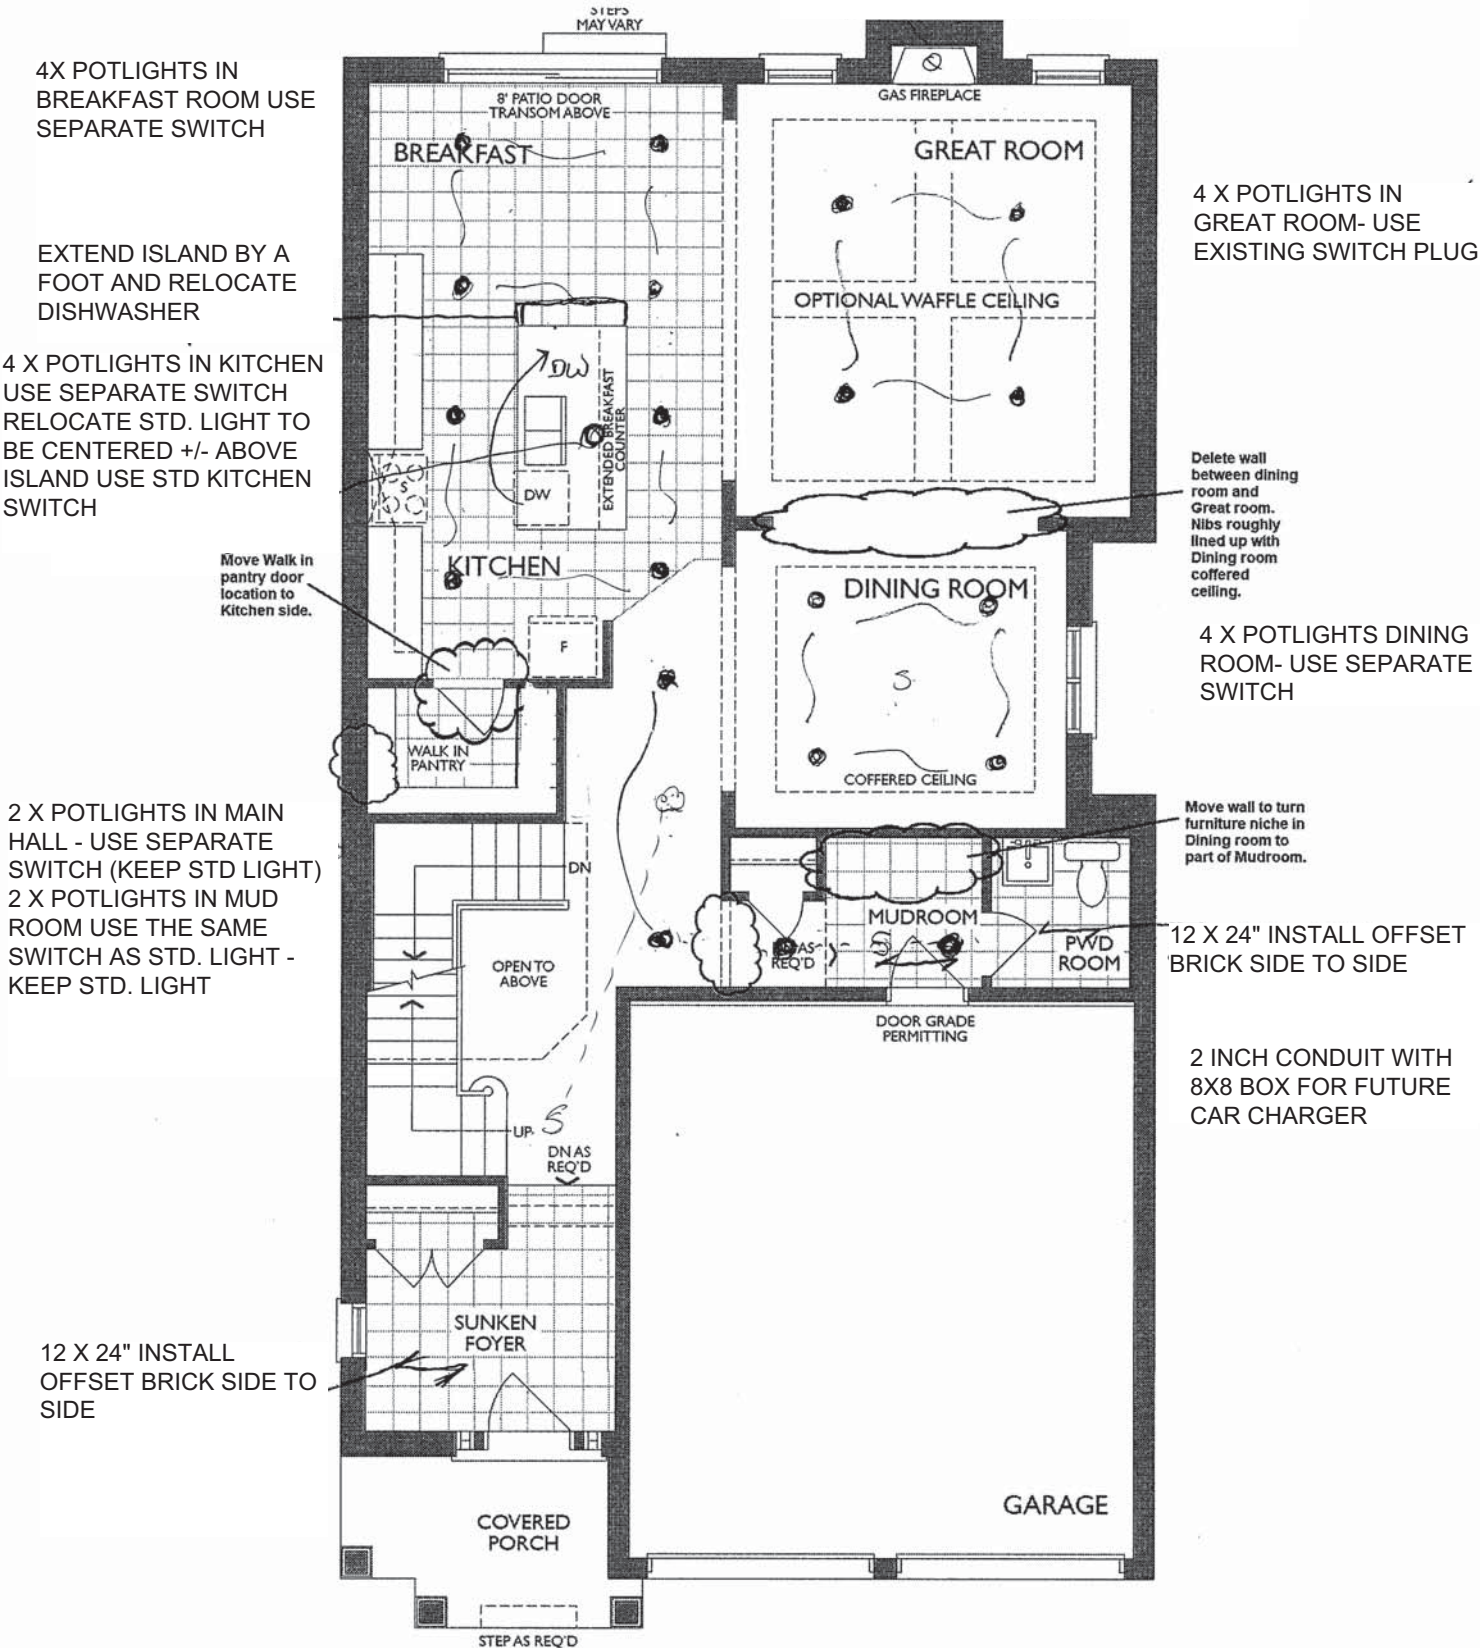 STEPS
MAY VARY
4X POTLIGHTS IN
BREAKFAST ROOM USE
SEPARATE SWITCH
8' PATIO DOOR
TRANSOM ABOVE
BREAKFAST
GAS FIREPLACE
GREAT ROOM
4 X POTLIGHTS IN
GREAT ROOM- USE
EXISTING SWITCH PLUG
EXTEND ISLAND BY A
FOOT AND RELOCATE
DISHWASHER
OPTIONAL WAFFLE CEILING
4 X POTLIGHTS IN KITCHEN
USE SEPARATE SWITCH
RELOCATE STD. LIGHT TO
BE CENTERED +/- ABOVE
ISLAND USE STD KITCHEN
SWITCH
DW
EXTENDED BREAKFAST
COUNTER
S
DW
Delete wall
between dining
room and
Great room.
Nibs roughly
lined up with
Dining room
coffered
ceiling.
Move Walk in
pantry door
location to
Kitchen side.
KITCHEN
DINING ROOM
F
S
4 X POTLIGHTS DINING
ROOM- USE SEPARATE
SWITCH
WALK IN
PANTRY
COFFERED CEILING
2 X POTLIGHTS IN MAIN
HALL - USE SEPARATE
SWITCH (KEEP STD LIGHT)
2 X POTLIGHTS IN MUD
ROOM USE THE SAME
SWITCH AS STD. LIGHT -
KEEP STD. LIGHT
Move wall to turn
furniture niche in
Dining room to
part of Mudroom.
DN
MUDROOM
AS
REQ'D
PWD
ROOM
12 X 24" INSTALL OFFSET
BRICK SIDE TO SIDE
OPEN TO
ABOVE
DOOR GRADE
PERMITTING
2 INCH CONDUIT WITH
8X8 BOX FOR FUTURE
CAR CHARGER
UP
S
DN AS
REQ'D
SUNKEN
FOYER
12 X 24" INSTALL
OFFSET BRICK SIDE TO
SIDE
GARAGE
COVERED
PORCH
STEP AS REQ'D